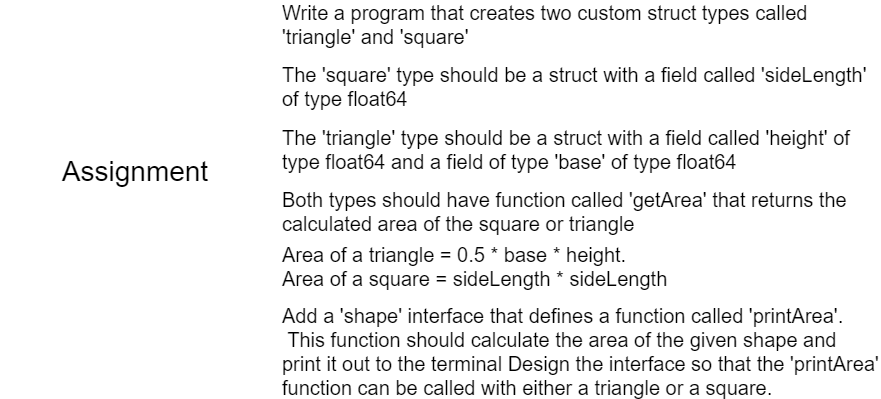 Write a program that creates two custom struct types called
'triangle' and 'square'
The 'square' type should be a struct with a field called 'sideLength'
of type float64
The 'triangle' type should be a struct with a field called 'height' of
type float64 and a field of type 'base' of type float64
Assignment
Both types should have function called 'getArea' that returns the
calculated area of the square or triangle
Area of a triangle = 0.5 * base * height.
Area of a square = sideLength * sideLength
Add a 'shape' interface that defines a function called 'printArea'.
This function should calculate the area of the given shape and
print it out to the terminal Design the interface so that the 'printArea'
function can be called with either a triangle or a square.